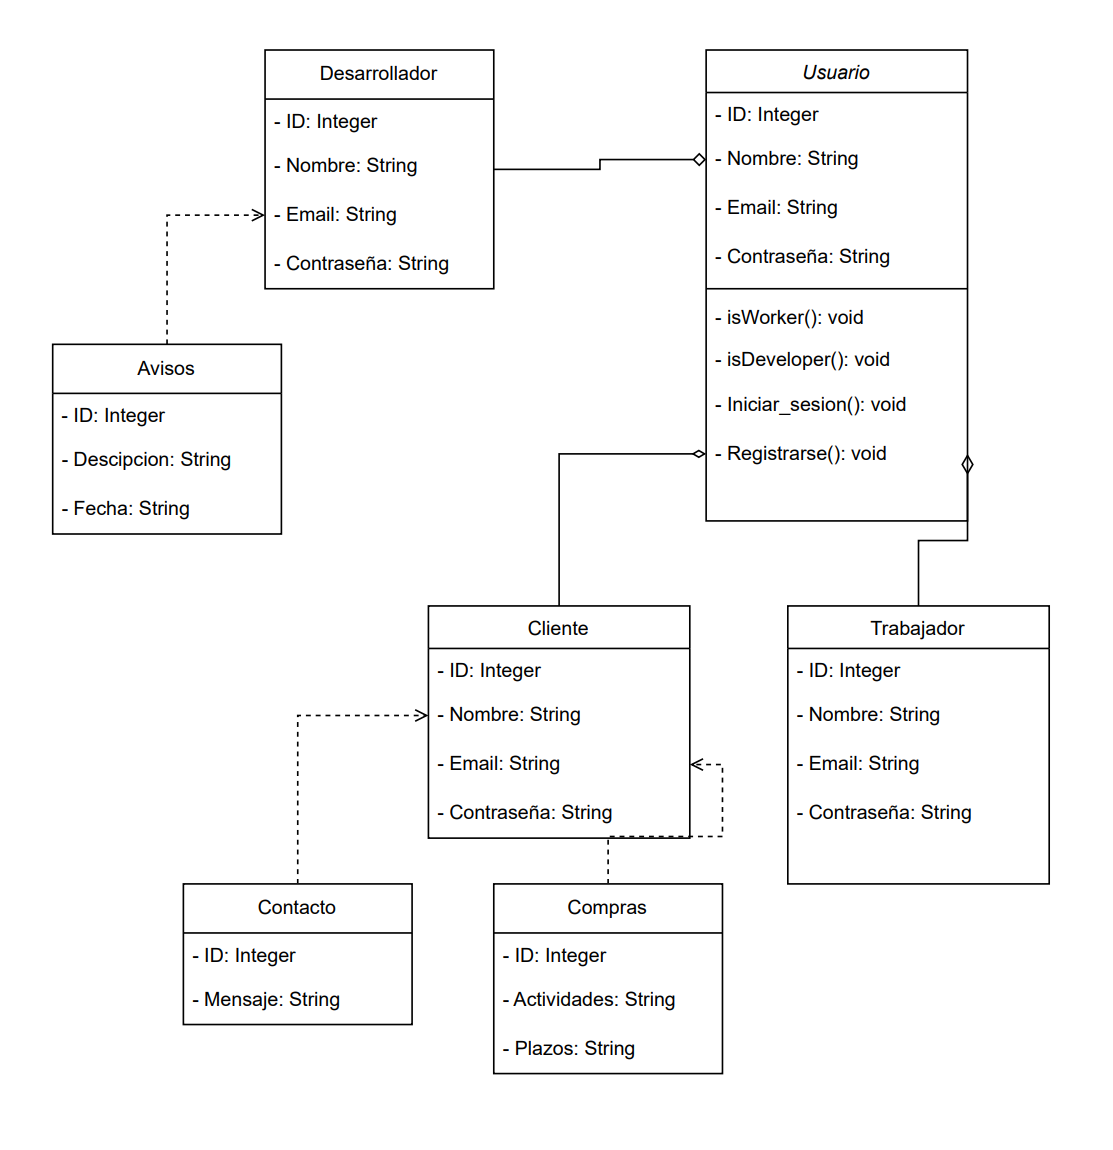 Desarrollador
- ID: Integer
- Nombre: String
- Email: String
- Contraseña: String
Usuario
- ID: Integer
- Nombre: String
- Email: String
- Contraseña: String
- isWorker(): void
- isDeveloper(): void
- Iniciar_sesion(): void
- Registrarse(): void
Avisos
- ID: Integer
- Descipcion: String
- Fecha: String
Cliente
- ID: Integer
- Nombre: String
- Email: String
- Contraseña: String
Trabajador
- ID: Integer
- Nombre: String
- Email: String
- Contraseña: String
Contacto
- ID: Integer
- Mensaje: String
Compras
- ID: Integer
- Actividades: String
- Plazos: String